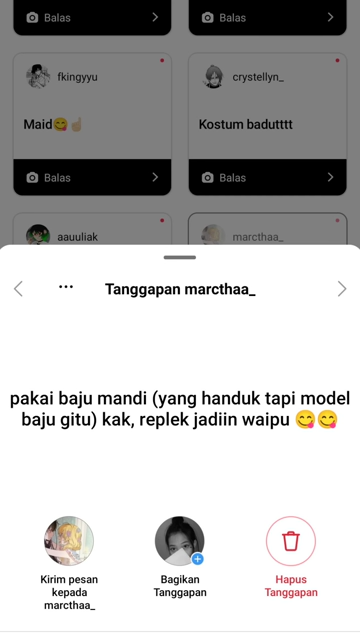 Balas
Balas
fkingyyu
crystellyn_
Maid😋☝🏼
Kostum badutttt
Balas
Balas
aauuliak
marcthaa_
Tanggapan marcthaa_
pakai baju mandi (yang handuk tapi model
baju gitu) kak, replek jadiin waipu 😋😋
Kirim pesan
kepada
marcthaa_
Bagikan
Tanggapan
Hapus
Tanggapan